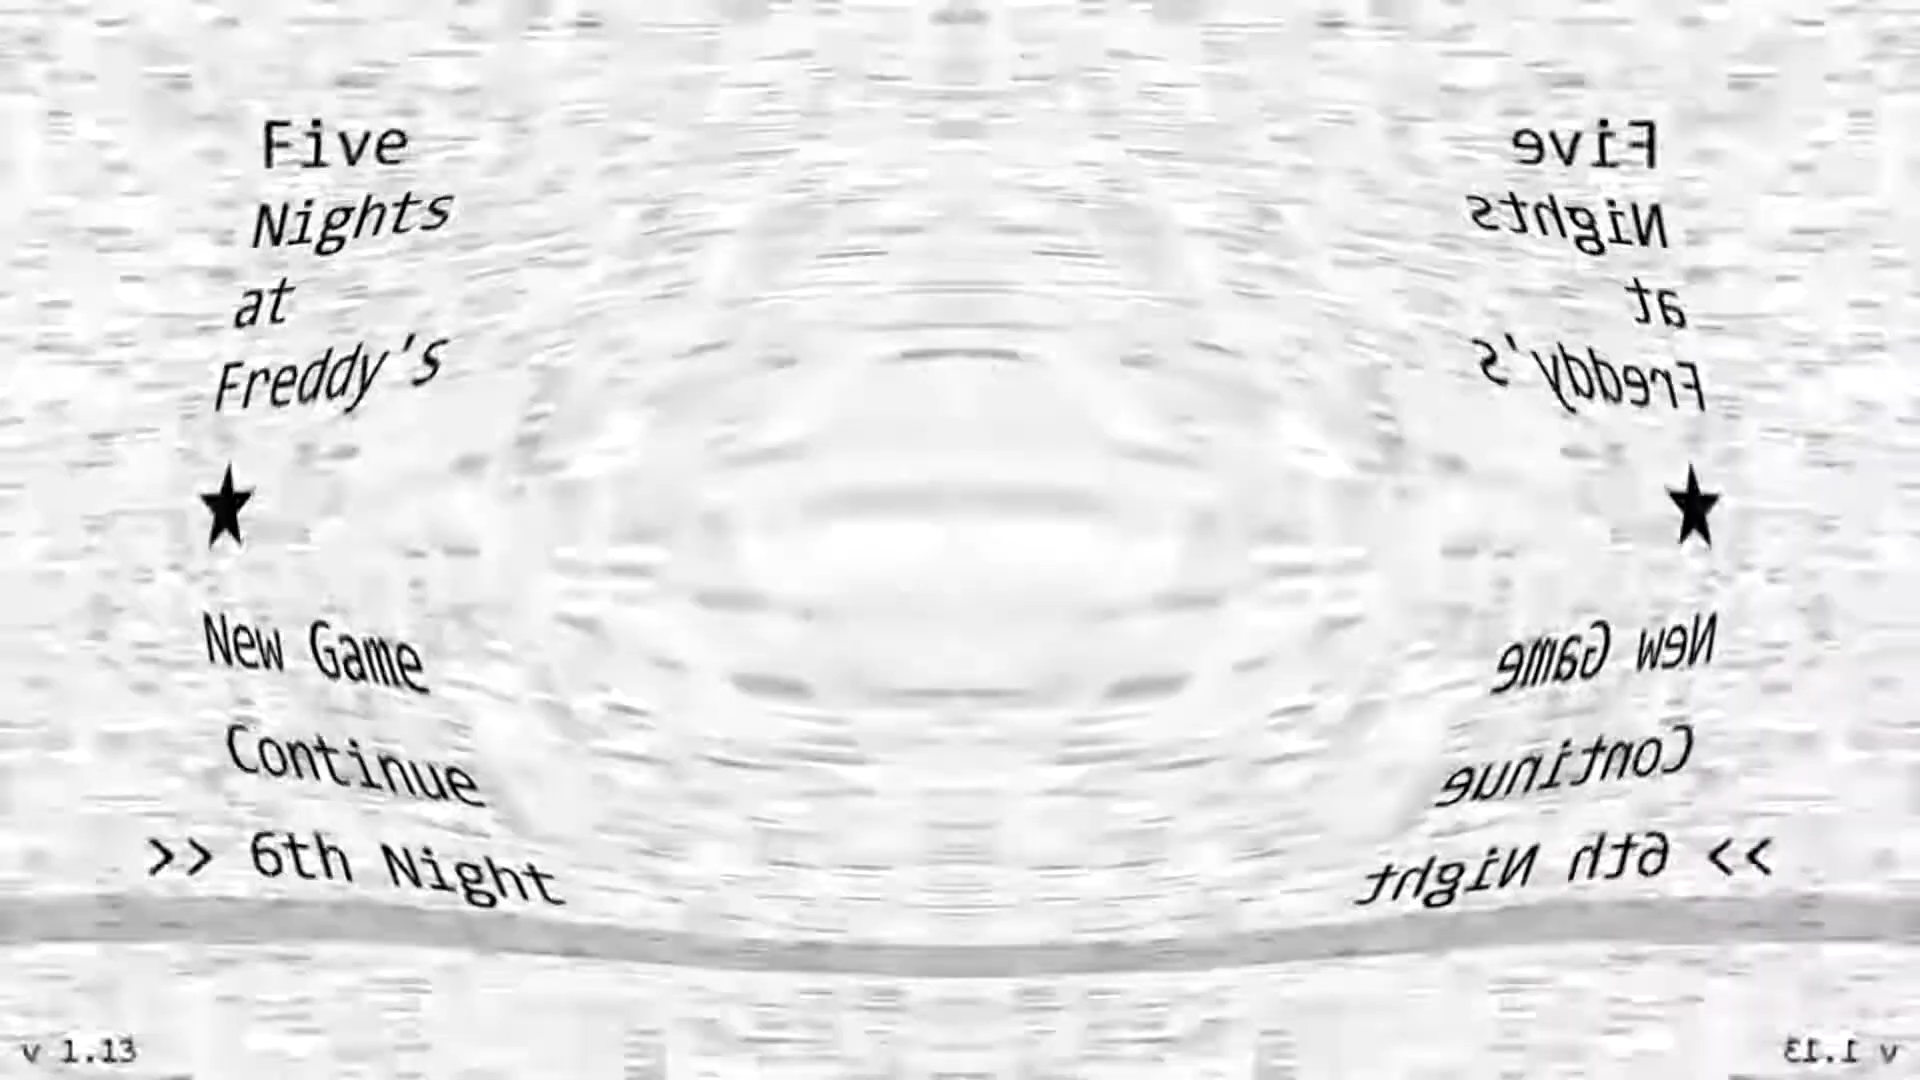 Five
Nights
at
Freddy's
★
New Game
Continue
>> 6th Night
v 1.13
Five
Nights
at
Freddy's
★
New Game
Continue
>> 6th Night
v 1.13